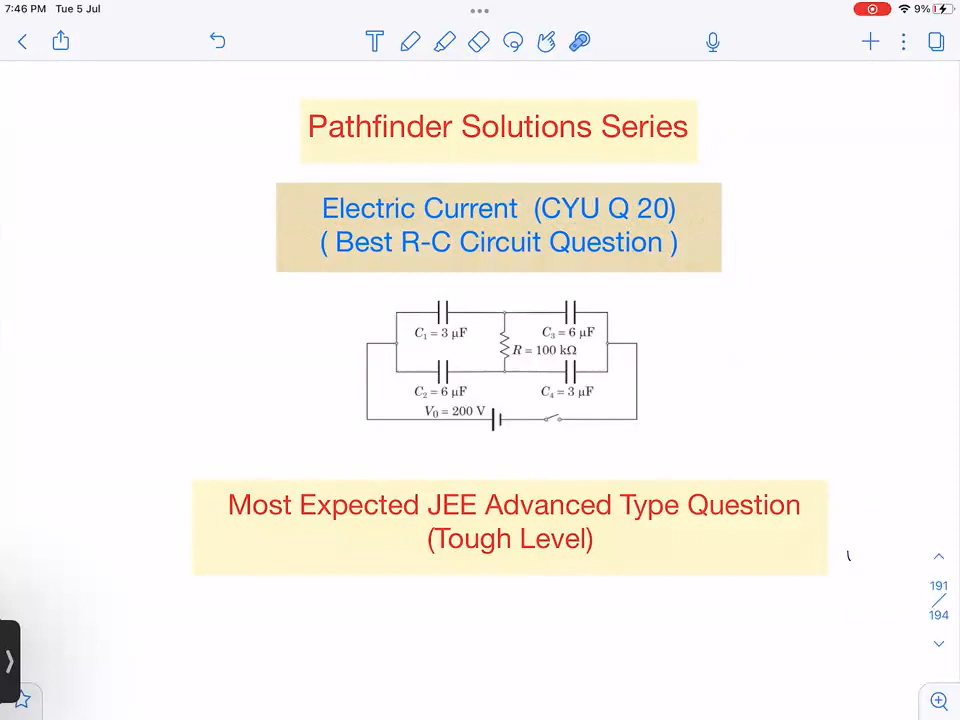 7:46 PM Tue 5 Jul
9%
Pathfinder Solutions Series
Electric Current (CYU Q 20)
( Best R-C Circuit Question )
C₁ = 3 μF
C₃ = 6 μF
R = 100 kΩ
C₂ = 6 μF
C₄ = 3 μF
V₀ = 200 V
Most Expected JEE Advanced Type Question
(Tough Level)
191
194